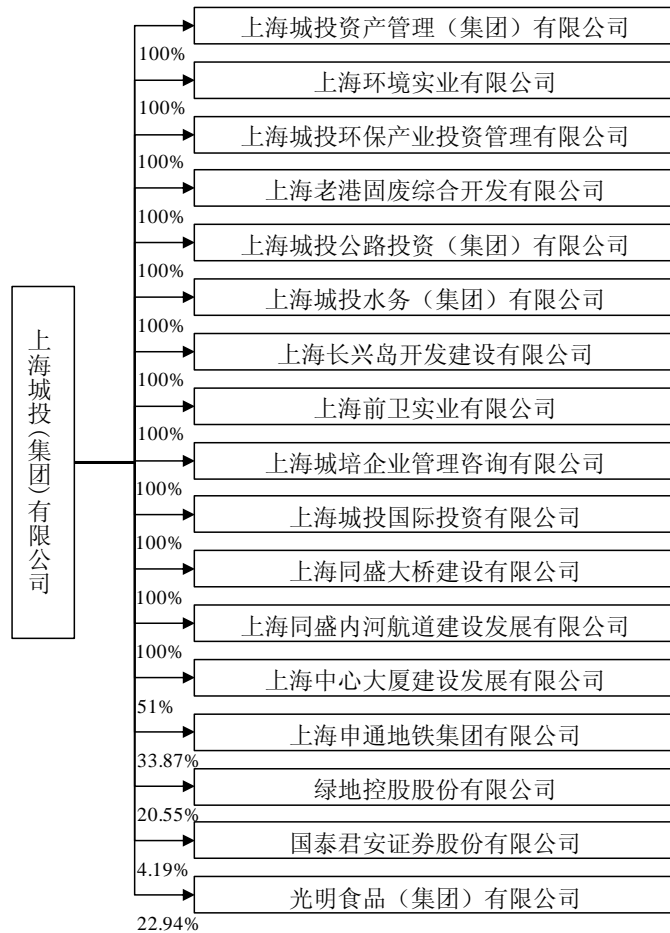 上海城投(集团)有限公司
上海城投资产管理（集团）有限公司
100%
上海环境实业有限公司
100%
上海城投环保产业投资管理有限公司
100%
上海老港固废综合开发有限公司
100%
上海城投公路投资（集团）有限公司
100%
上海城投水务（集团）有限公司
100%
上海长兴岛开发建设有限公司
100%
上海前卫实业有限公司
100%
上海城培企业管理咨询有限公司
100%
上海城投国际投资有限公司
100%
上海同盛大桥建设有限公司
100%
上海同盛内河航道建设发展有限公司
100%
上海中心大厦建设发展有限公司
51%
上海申通地铁集团有限公司
33.87%
绿地控股股份有限公司
20.55%
国泰君安证券股份有限公司
4.19%
光明食品（集团）有限公司
22.94%